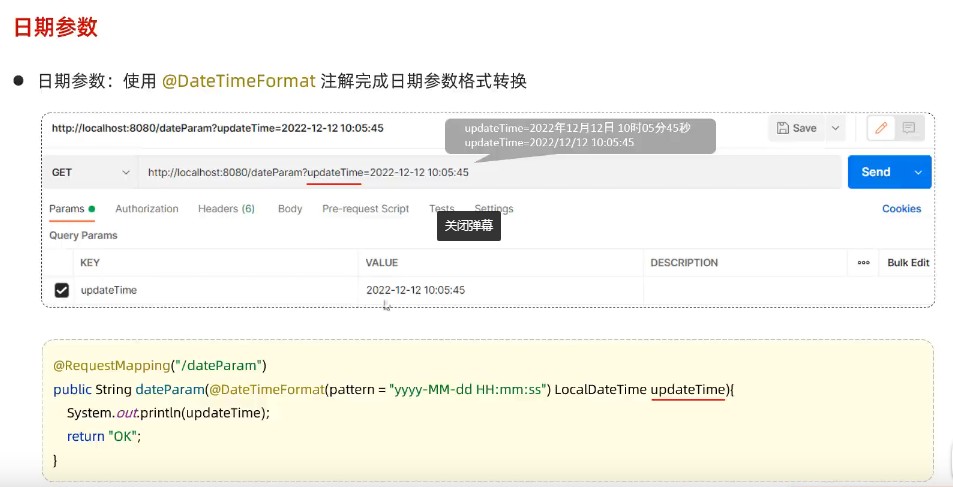 日期参数
● 日期参数：使用 @DateTimeFormat 注解完成日期参数格式转换
http://localhost:8080/dateParam?updateTime=2022-12-12 10:05:45
updateTime=2022年12月12日 10时05分45秒
updateTime=2022/12/12 10:05:45
Save
GET http://localhost:8080/dateParam?updateTime=2022-12-12 10:05:45 Send
Params Authorization Headers (6) Body Pre-request Script Tests Settings Cookies
关闭弹幕
Query Params
KEY VALUE DESCRIPTION ooo Bulk Edit
updateTime 2022-12-12 10:05:45
@RequestMapping("/dateParam")
public String dateParam(@DateTimeFormat(pattern = "yyyy-MM-dd HH:mm:ss") LocalDateTime updateTime){
System.out.println(updateTime);
return "OK";
}